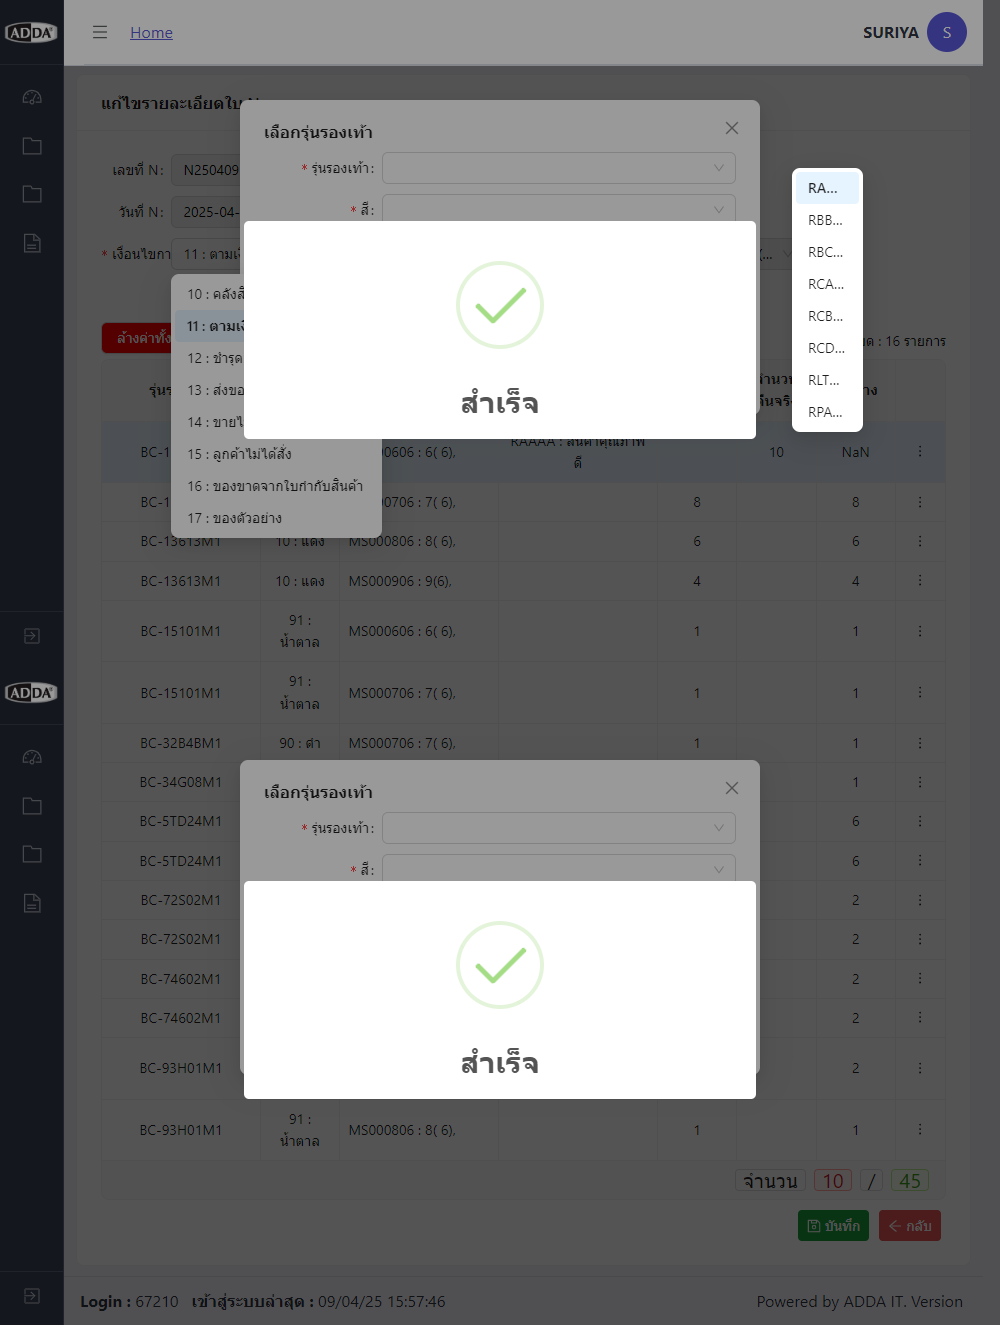 ADDA
Home
SURIYA
S
แก้ไขรายละเอียดใบ
เลือกรุ่นรองเท้า
เลขที่ N :
N250409
* รุ่นรองเท้า :
วันที่ N :
2025-04-
* สี :
* เงื่อนไขกา
11 : ตามเงื
(...
RA...
RBB...
RBC...
RCA...
RCB...
RCD...
RLT...
RPA...
10 : คลังสิ
11 : ตามเงื
12 : ชำรุด
13 : ส่งขอ
14 : ขายไ
15 : ลูกค้าไม่ได้สั่ง
16 : ของขาดจากใบกำกับสินค้า
17 : ของตัวอย่าง
สำเร็จ
ล้างค่าทั้ง
ด : 16 รายการ
รุ่นร
จำนวน
คืนจริง
าง
BC-1
000606 : 6( 6),
RAAAA : สินค้าคุณภาพ
ดี
10
NaN
BC-1
00706 : 7( 6),
8
8
BC-13613M1
10 : แดง
MS000806 : 8( 6),
6
6
BC-13613M1
10 : แดง
MS000906 : 9(6),
4
4
BC-15101M1
91 :
น้ำตาล
MS000606 : 6( 6),
1
1
BC-15101M1
91 :
น้ำตาล
MS000706 : 7( 6),
1
1
BC-32B4BM1
90 : ดำ
MS000706 : 7( 6),
1
1
BC-34G08M1
1
BC-5TD24M1
6
BC-5TD24M1
6
BC-72S02M1
2
BC-72S02M1
2
BC-74602M1
2
BC-74602M1
2
BC-93H01M1
2
BC-93H01M1
91 :
น้ำตาล
MS000806 : 8( 6),
1
1
ADDA
เลือกรุ่นรองเท้า
* รุ่นรองเท้า :
* สี :
สำเร็จ
จำนวน
10
/
45
บันทึก
กลับ
Login : 67210 เข้าสู่ระบบล่าสุด : 09/04/25 15:57:46
Powered by ADDA IT. Version